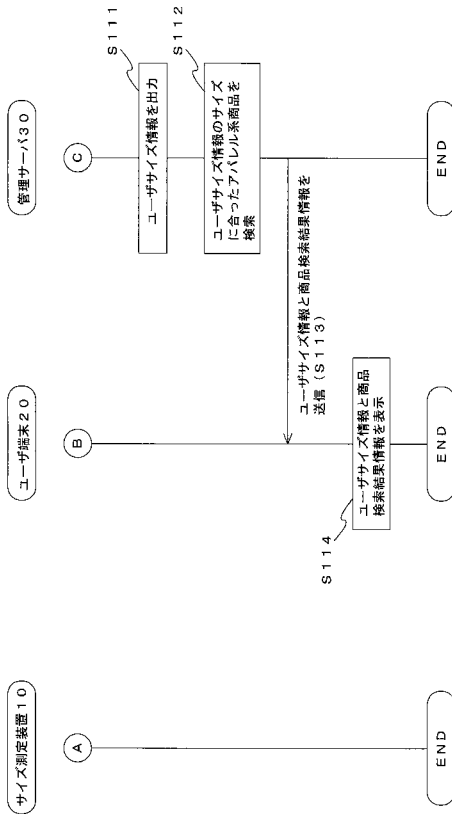 サイズ測定装置10
ユーザ端末20
管理サーバ30
A
B
C
S111
ユーザサイズ情報を出力
S112
ユーザサイズ情報のサイズ
に合ったアパレル系商品を
検索
ユーザサイズ情報と商品検索結果情報を
送信（S113）
S114
ユーザサイズ情報と商品
検索結果情報を表示
END
END
END